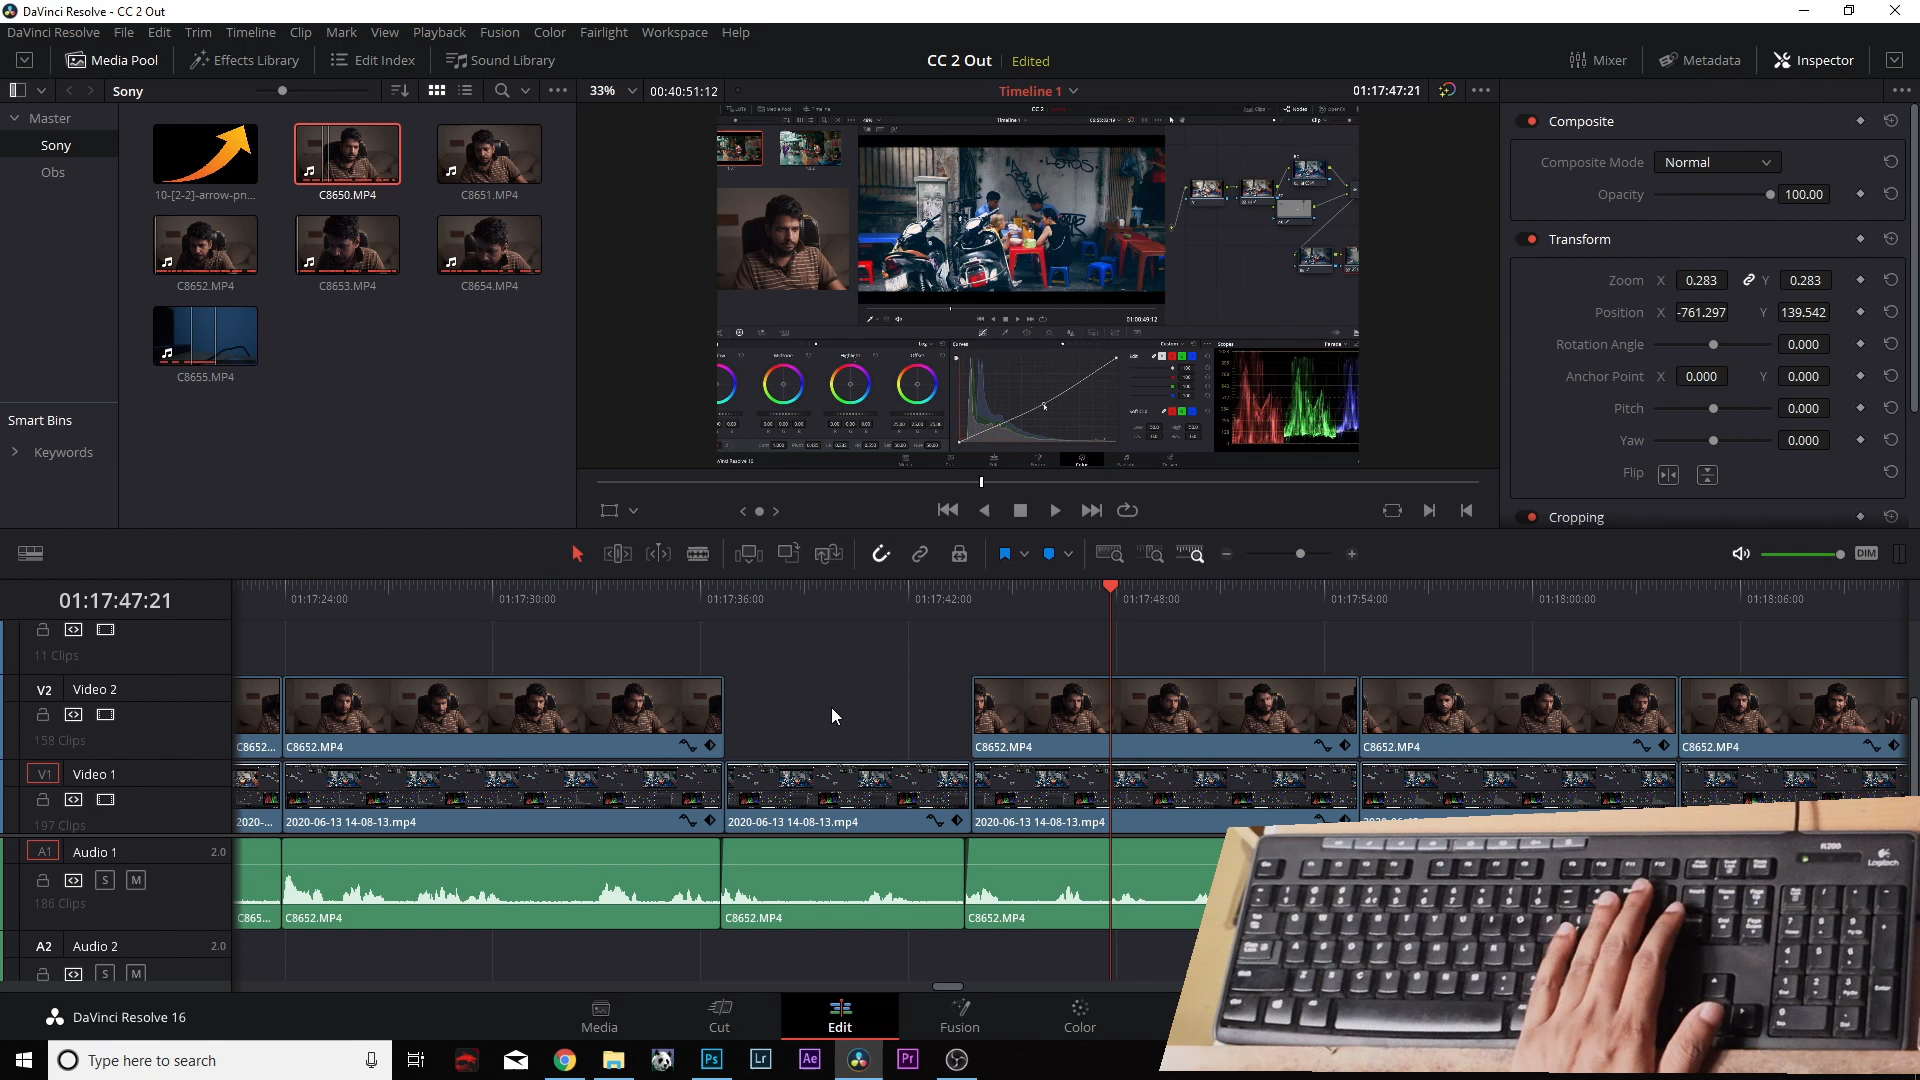 DaVinci Resolve - CC 2 Out
DaVinci Resolve File Edit Trim Timeline Clip Mark View Playback Fusion Color Fairlight Workspace Help
Media Pool Effects Library Edit Index Sound Library CC 2 Out Edited Mixer Metadata Inspector
Sony 33% 00:40:51:12 Timeline 1 01:17:47:21
Master
Sony
Obs
10-[2-2]-arrow-pn... C8650.MP4 C8651.MP4
C8652.MP4 C8653.MP4 C8654.MP4
C8655.MP4
Smart Bins
Keywords
Composite
Composite Mode Normal
Opacity 100.00
Transform
Zoom X 0.283 Y 0.283
Position X -761.297 Y 139.542
Rotation Angle 0.000
Anchor Point X 0.000 Y 0.000
Pitch 0.000
Yaw 0.000
Flip
Cropping
DIM
01:17:47:21
01:17:24:00 01:17:30:00 01:17:36:00 01:17:42:00 01:17:48:00 01:17:54:00 01:18:00:00 01:18:06:00
11 Clips
V2 Video 2
158 Clips
C8652... C8652.MP4 C8652.MP4 C8652.MP4 C8652.MP4
V1 Video 1
197 Clips
2020-... 2020-06-13 14-08-13.mp4 2020-06-13 14-08-13.mp4 2020-06-13 14-08-13.mp4
A1 Audio 1 2.0
S M
186 Clips
C865... C8652.MP4 C8652.MP4 C8652.MP4
A2 Audio 2 2.0
S M
DaVinci Resolve 16
Media Cut Edit Fusion Color
Type here to search
Ps Lr Ae Pr
K200
Logitech